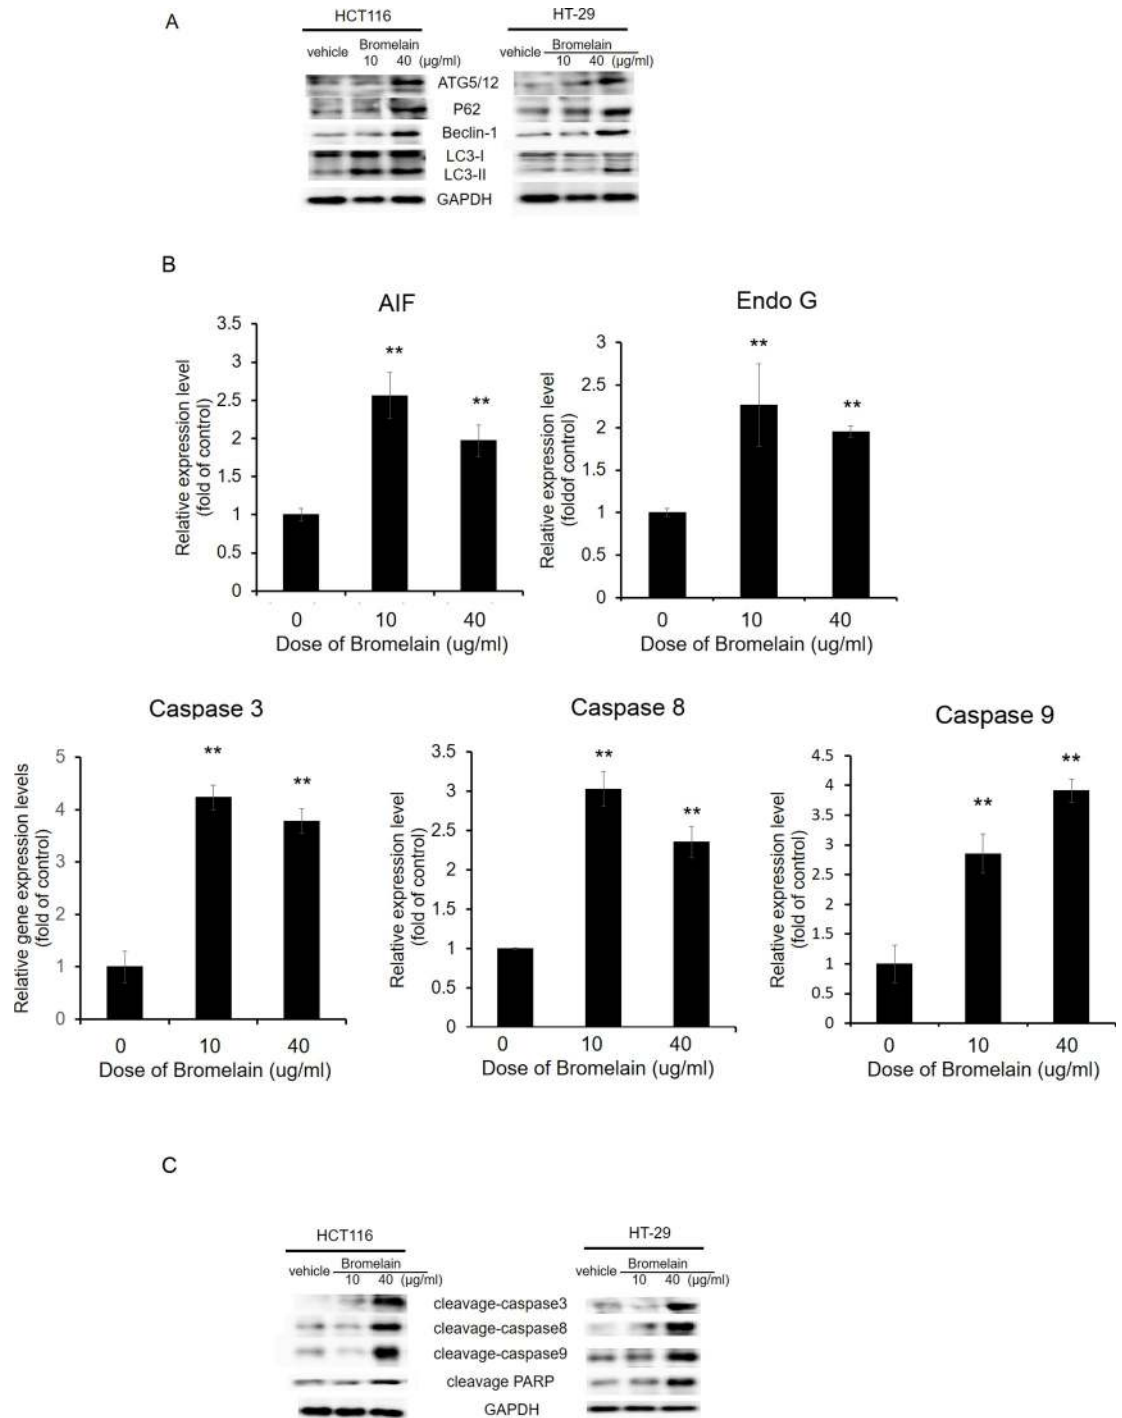 A
HCT116
HT-29
vehicle
Bromelain
10 40 (µg/ml)
vehicle
Bromelain
10 40 (µg/ml)
ATG5/12
P62
Beclin-1
LC3-I
LC3-II
GAPDH
B
AIF
Relative expression level
(fold of control)
3.5
3
2.5
2
1.5
1
0.5
0
**
**
0 10 40
Dose of Bromelain (ug/ml)
Endo G
Relative expression level
(foldof control)
3
2.5
2
1.5
1
0.5
0
**
**
0 10 40
Dose of Bromelain (ug/ml)
Caspase 3
Relative gene expression levels
(fold of control)
5
4
3
2
1
0
**
**
0 10 40
Dose of Bromelain (ug/ml)
Caspase 8
Relative expression level
(fold of control)
3.5
3
2.5
2
1.5
1
0.5
0
**
**
0 10 40
Dose of Bromelain (ug/ml)
Caspase 9
Relative expression level
(fold of control)
4.5
4
3.5
3
2.5
2
1.5
1
0.5
0
**
**
0 10 40
Dose of Bromelain (ug/ml)
C
HCT116
HT-29
vehicle
Bromelain
10 40 (µg/ml)
vehicle
Bromelain
10 40 (µg/ml)
cleavage-caspase3
cleavage-caspase8
cleavage-caspase9
cleavage PARP
GAPDH